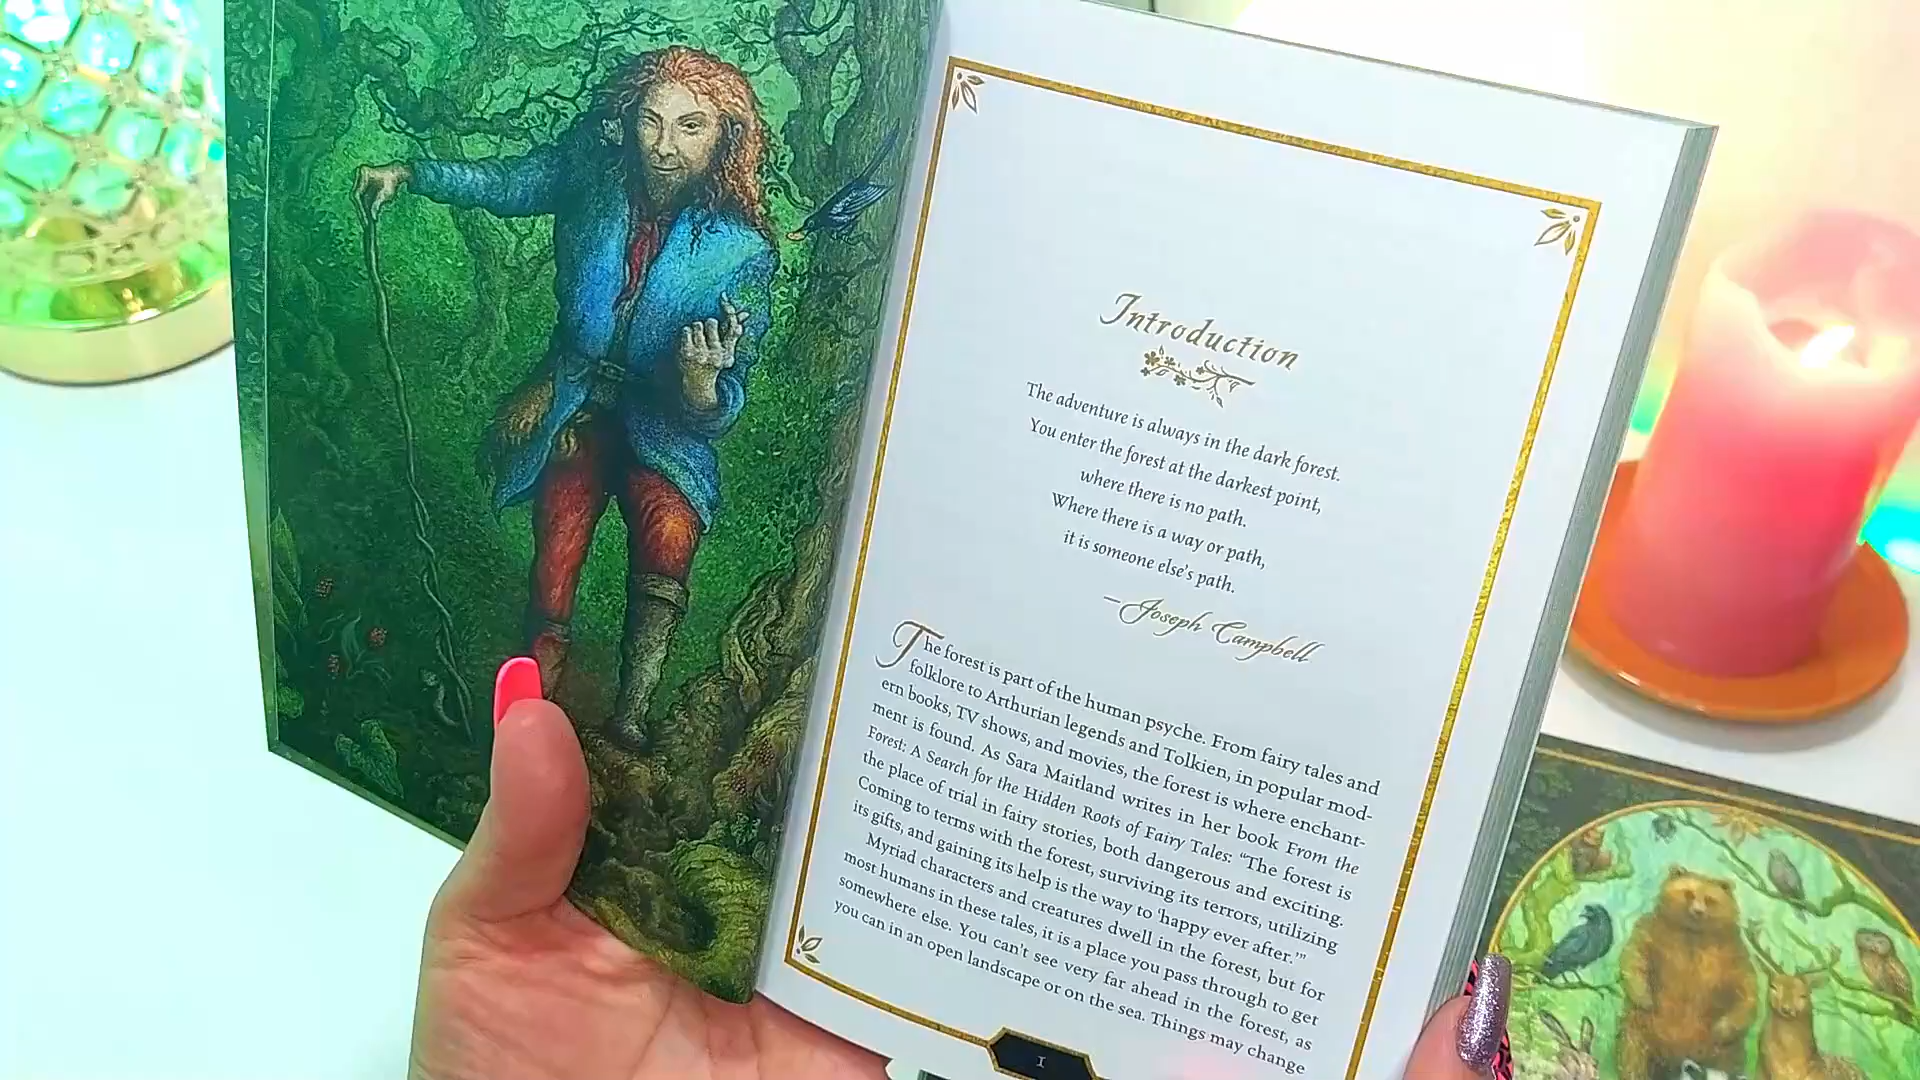 Introduction
The adventure is always in the dark forest.
You enter the forest at the darkest point,
where there is no path.
Where there is a way or path,
it is someone else's path.
—Joseph Campbell
The forest is part of the human psyche. From fairy tales and
folklore to Arthurian legends and Tolkien, in popular mod-
ern books, TV shows, and movies, the forest is where enchant-
ment is found. As Sara Maitland writes in her book From the
Forest: A Search for the Hidden Roots of Fairy Tales: “The forest is
the place of trial in fairy stories, both dangerous and exciting.
Coming to terms with the forest, surviving its terrors, utilizing
its gifts, and gaining its help is the way to ‘happy ever after.’”
Myriad characters and creatures dwell in the forest, but for
most humans in these tales, it is a place you pass through to get
somewhere else. You can't see very far ahead in the forest, as
you can in an open landscape or on the sea. Things may change
1